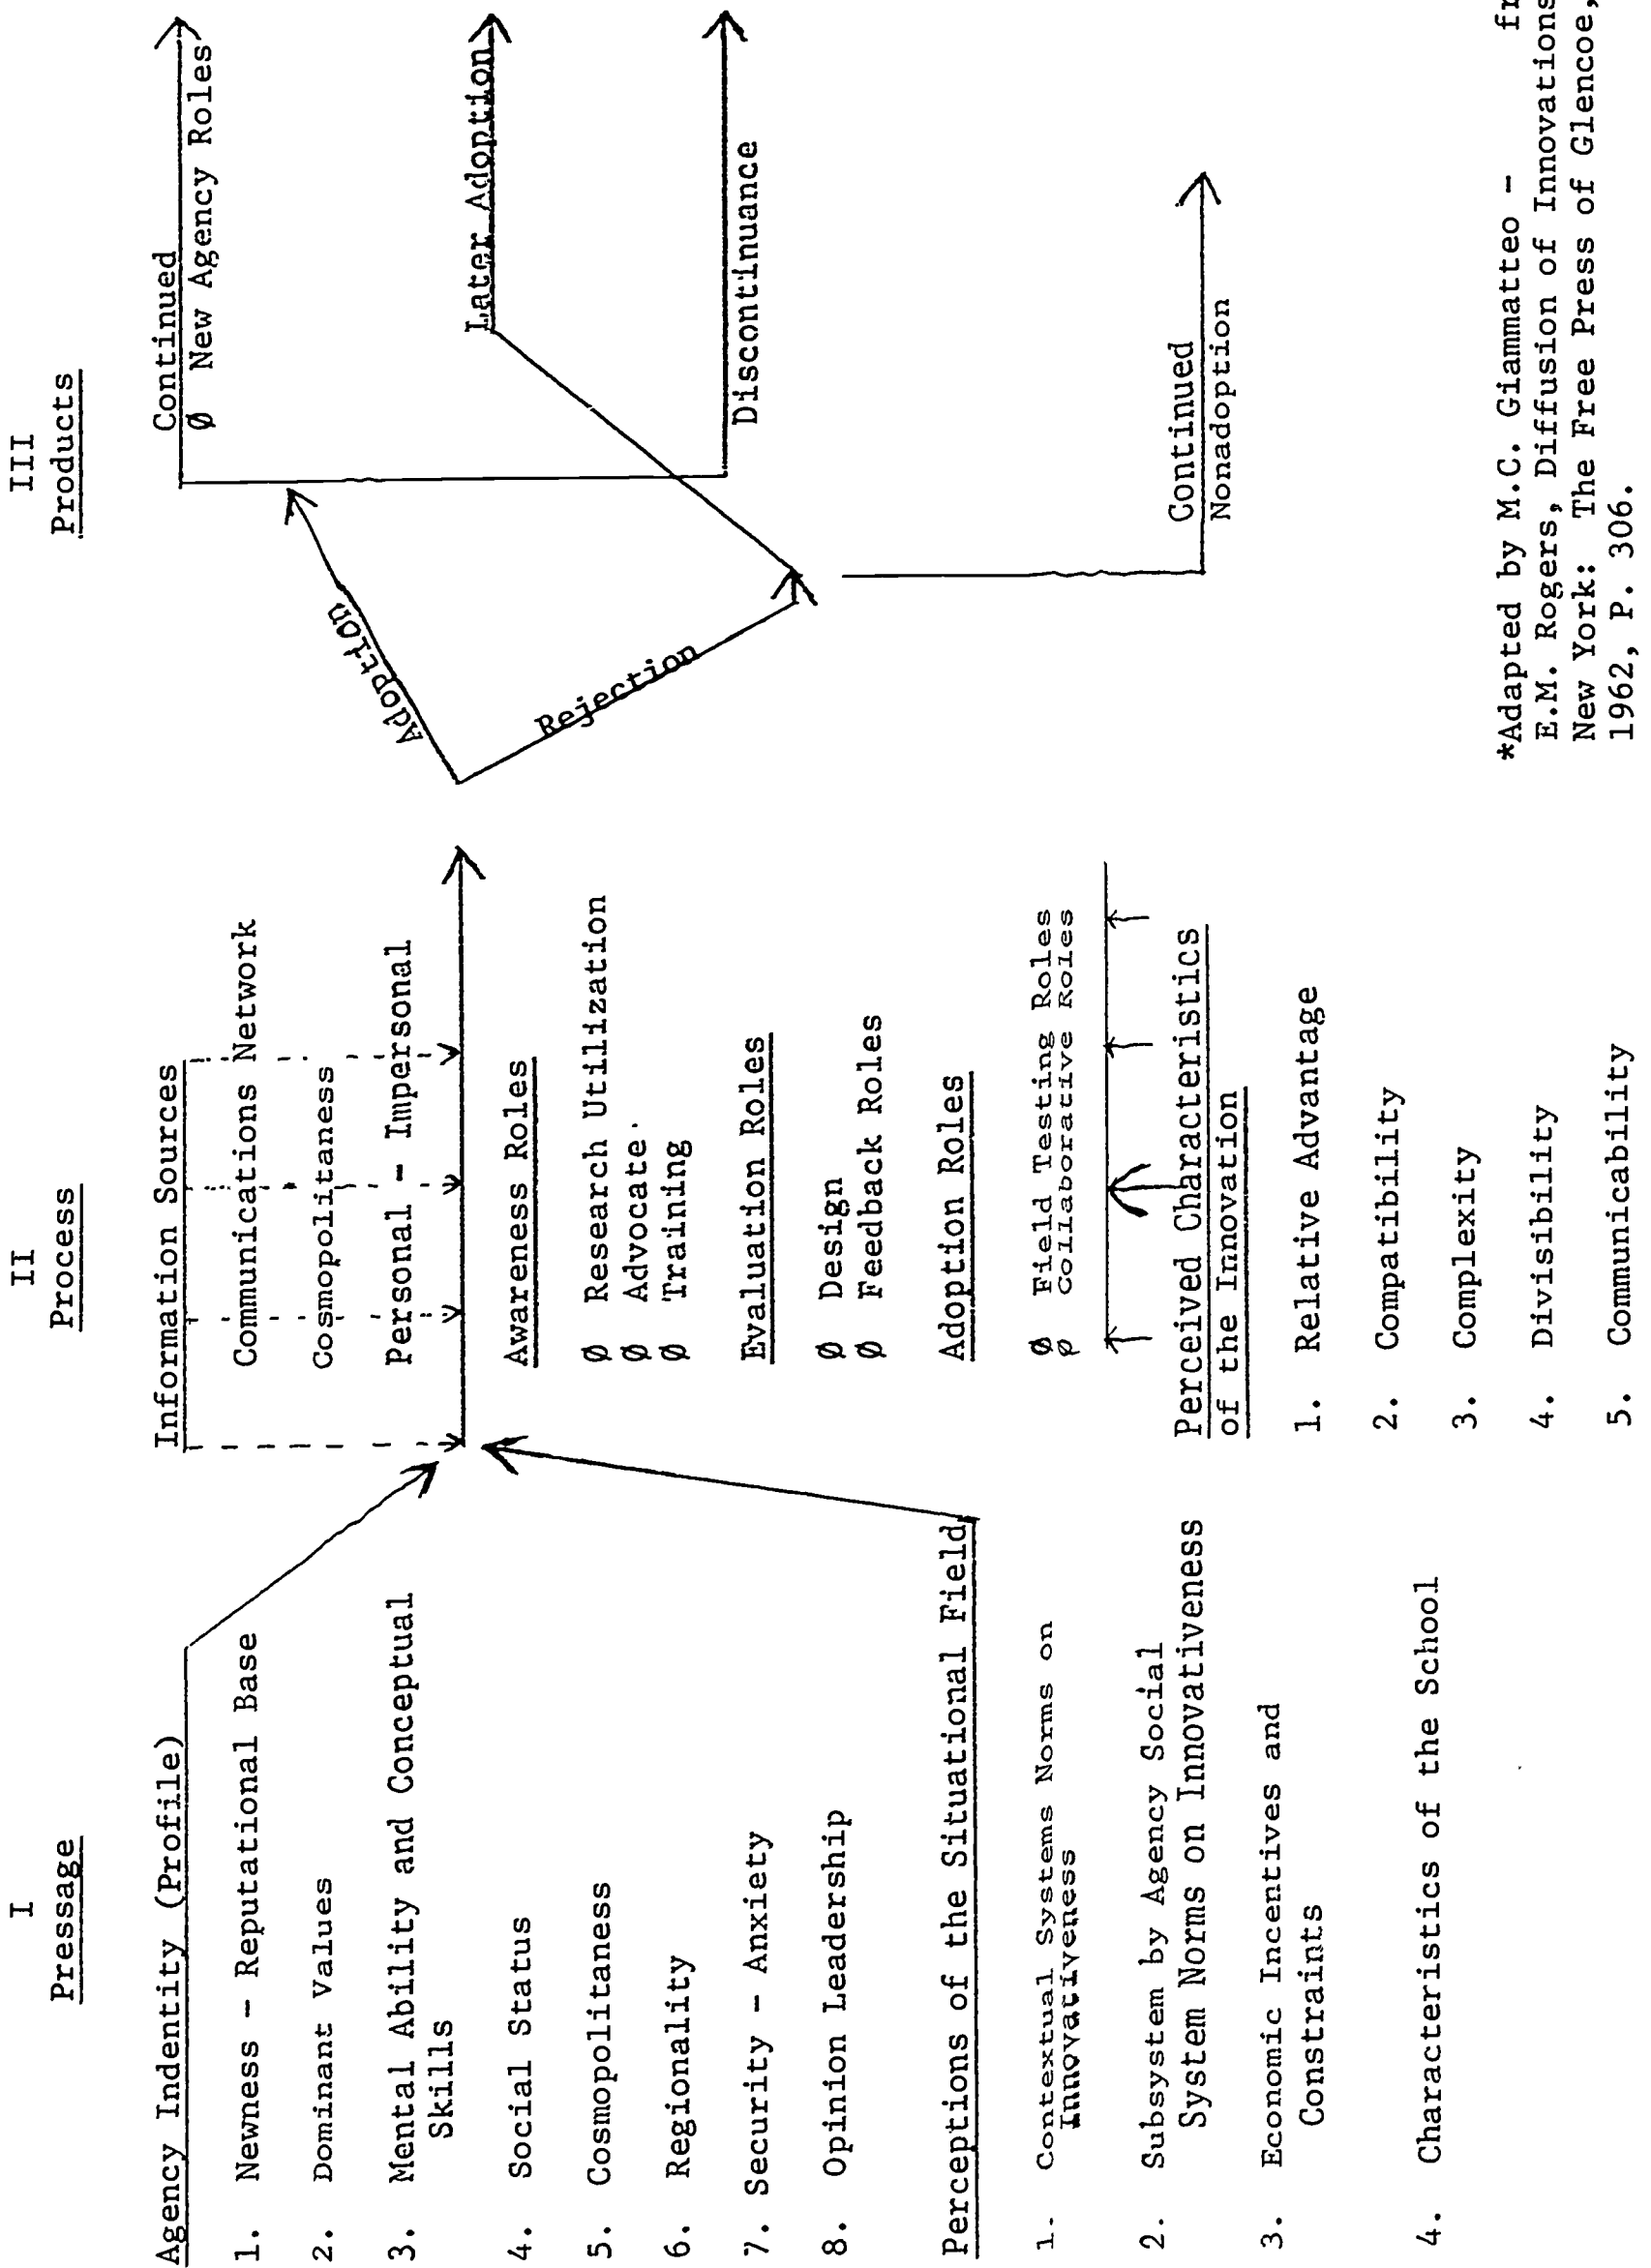 I
Pressage
Agency Indentity (Profile)
1. Newness - Reputational Base
2. Dominant Values
3. Mental Ability and Conceptual
Skills
4. Social Status
5. Cosmopolitaness
6. Regionality
7. Security - Anxiety
8. Opinion Leadership
Perceptions of the Situational Field
1. Contextual Systems Norms on
Innovativeness
2. Subsystem by Agency Social
System Norms on Innovativeness
3. Economic Incentives and
Constraints
4. Characteristics of the School
II
Process
Information Sources
Communications Network
Cosmopolitaness
Personal - Impersonal
Awareness Roles
Ø Research Utilization
Ø Advocate
Ø Training
Evaluation Roles
Ø Design
Ø Feedback Roles
Adoption Roles
Ø Field Testing Roles
Ø Collaborative Roles
Perceived Characteristics
of the Innovation
1. Relative Advantage
2. Compatibility
3. Complexity
4. Divisibility
5. Communicability
III
Products
Adoption
Rejection
Continued
Ø New Agency Roles
Later Adoption
Discontinuance
Continued
Nonadoption
*Adapted by M.C. Giammatteo - fr
E.M. Rogers, Diffusion of Innovations
New York: The Free Press of Glencoe,
1962, P. 306.